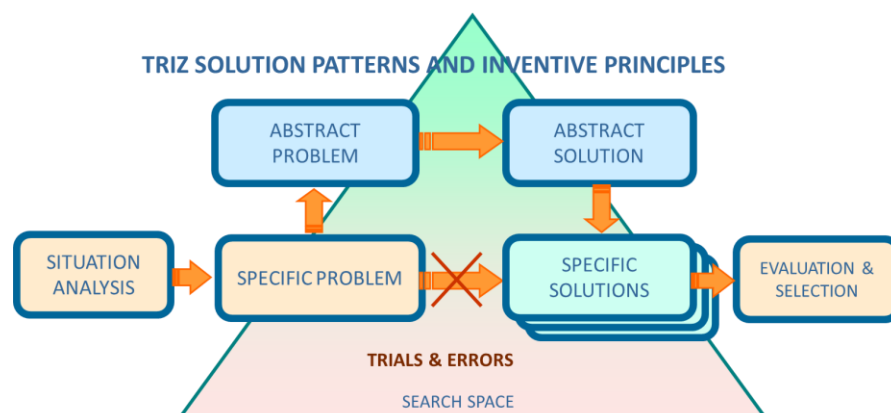 TRIZ SOLUTION PATTERNS AND INVENTIVE PRINCIPLES
ABSTRACT
PROBLEM
ABSTRACT
SOLUTION
SITUATION
ANALYSIS
SPECIFIC PROBLEM
SPECIFIC
SOLUTIONS
EVALUATION &
SELECTION
TRIALS & ERRORS
SEARCH SPACE